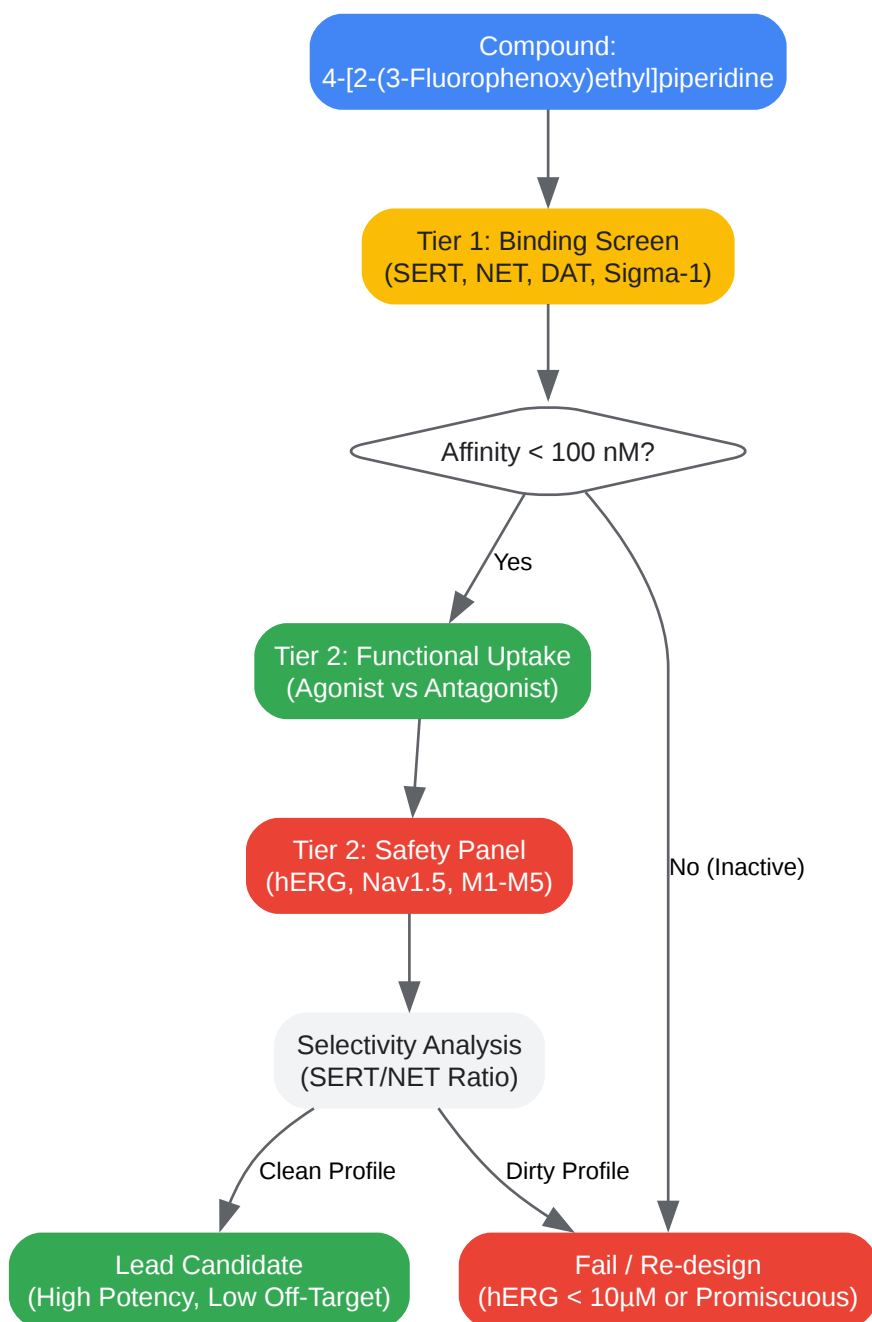 Compound:
4-[2-(3-Fluorophenoxy)ethyl]piperidine
Tier 1: Binding Screen
(SERT, NET, DAT, Sigma-1)
Affinity < 100 nM?
Yes
Tier 2: Functional Uptake
(Agonist vs Antagonist)
Tier 2: Safety Panel
(hERG, Nav1.5, M1-M5)
No (Inactive)
Selectivity Analysis
(SERT/NET Ratio)
Clean Profile
Dirty Profile
Lead Candidate
(High Potency, Low Off-Target)
Fail / Re-design
(hERG < 10µM or Promiscuous)